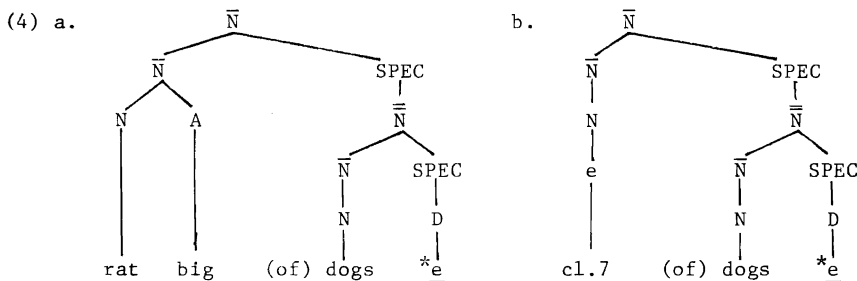 (4) a. N̄ b. N̄
N̄ SPEC N̄ SPEC
N A N̿ N N̿
N̄ SPEC e N̄ SPEC
N D N D
rat big (of) dogs *e cl.7 (of) dogs *e